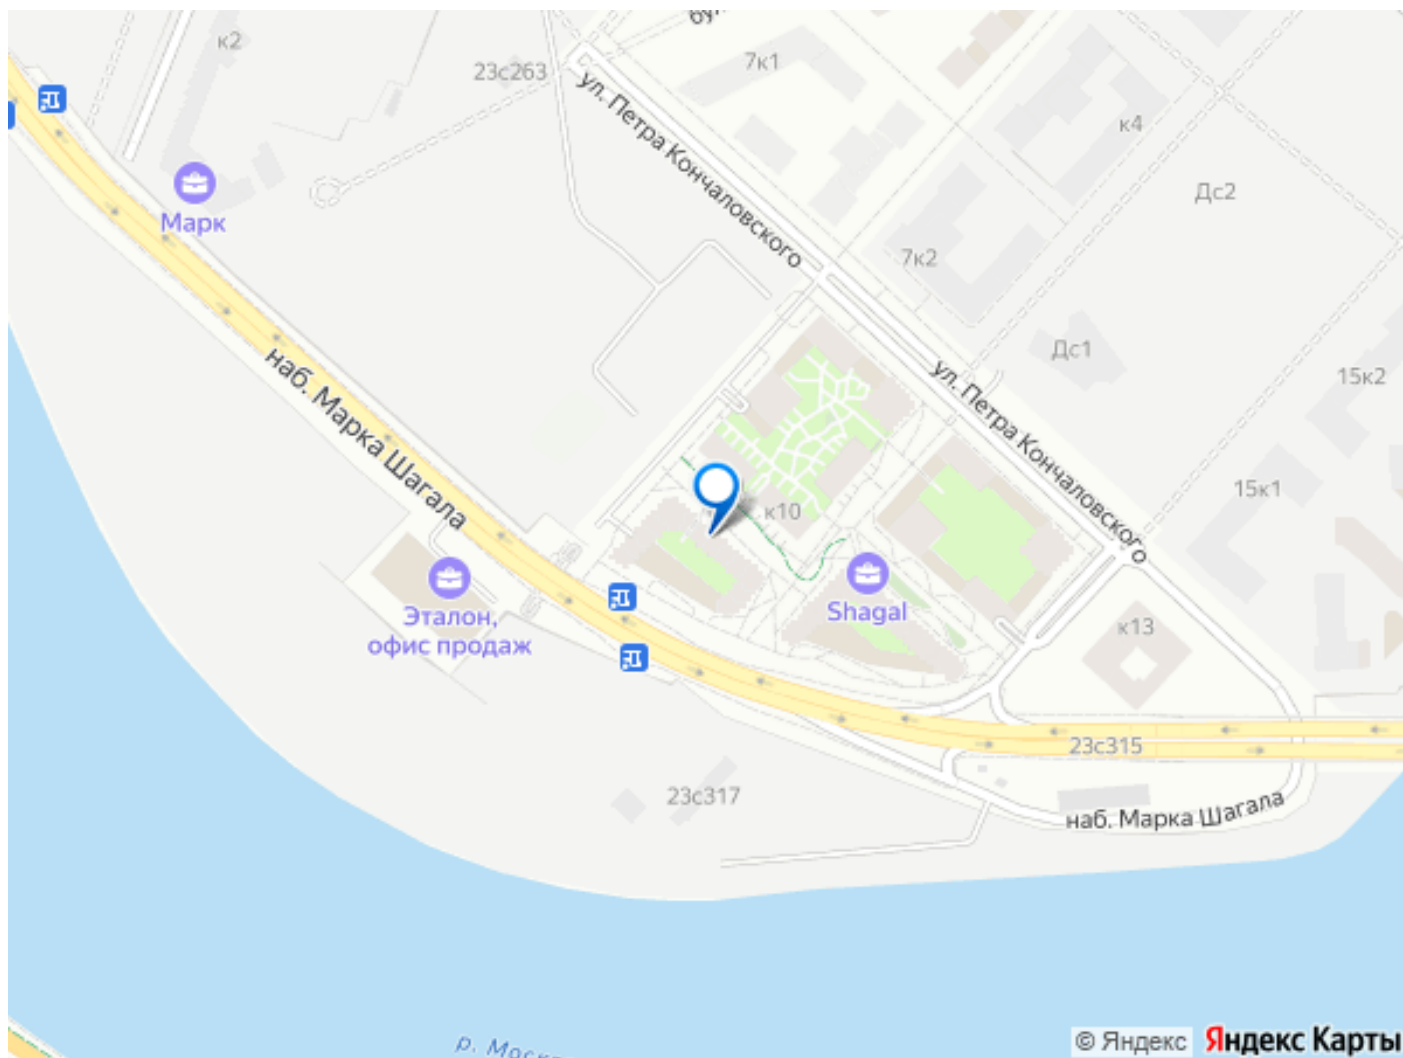 к2
23с263
7к1
ул. Петра Кончаловского
к4
Дс2
Марк
7к2
Дс1
15к2
наб. Марка Шагала
ул. Петра Кончаловского
15к1
к10
Эталон,
офис продаж
Shagal
к13
23с315
23с317
наб. Марка Шагала
р. Моск
© Яндекс Яндекс Карты